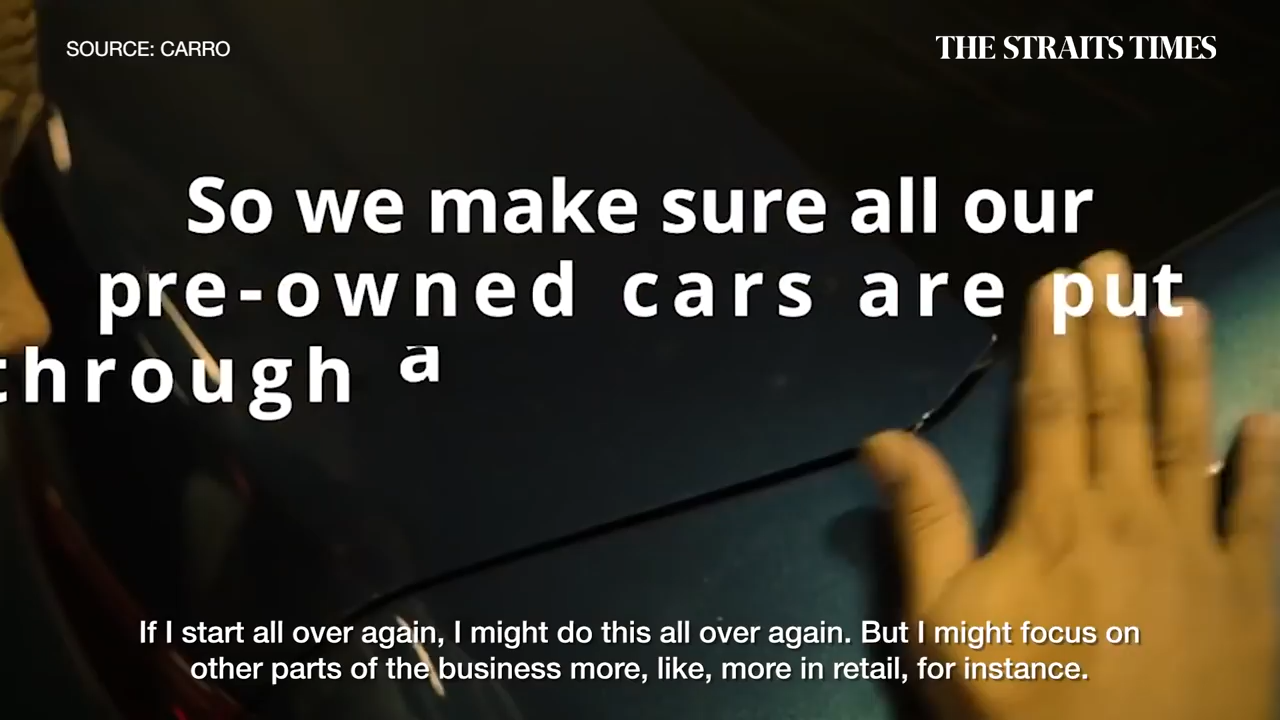 SOURCE: CARRO
THE STRAITS TIMES
So we make sure all our
pre-owned cars are put
through a
If I start all over again, I might do this all over again. But I might focus on
other parts of the business more, like, more in retail, for instance.